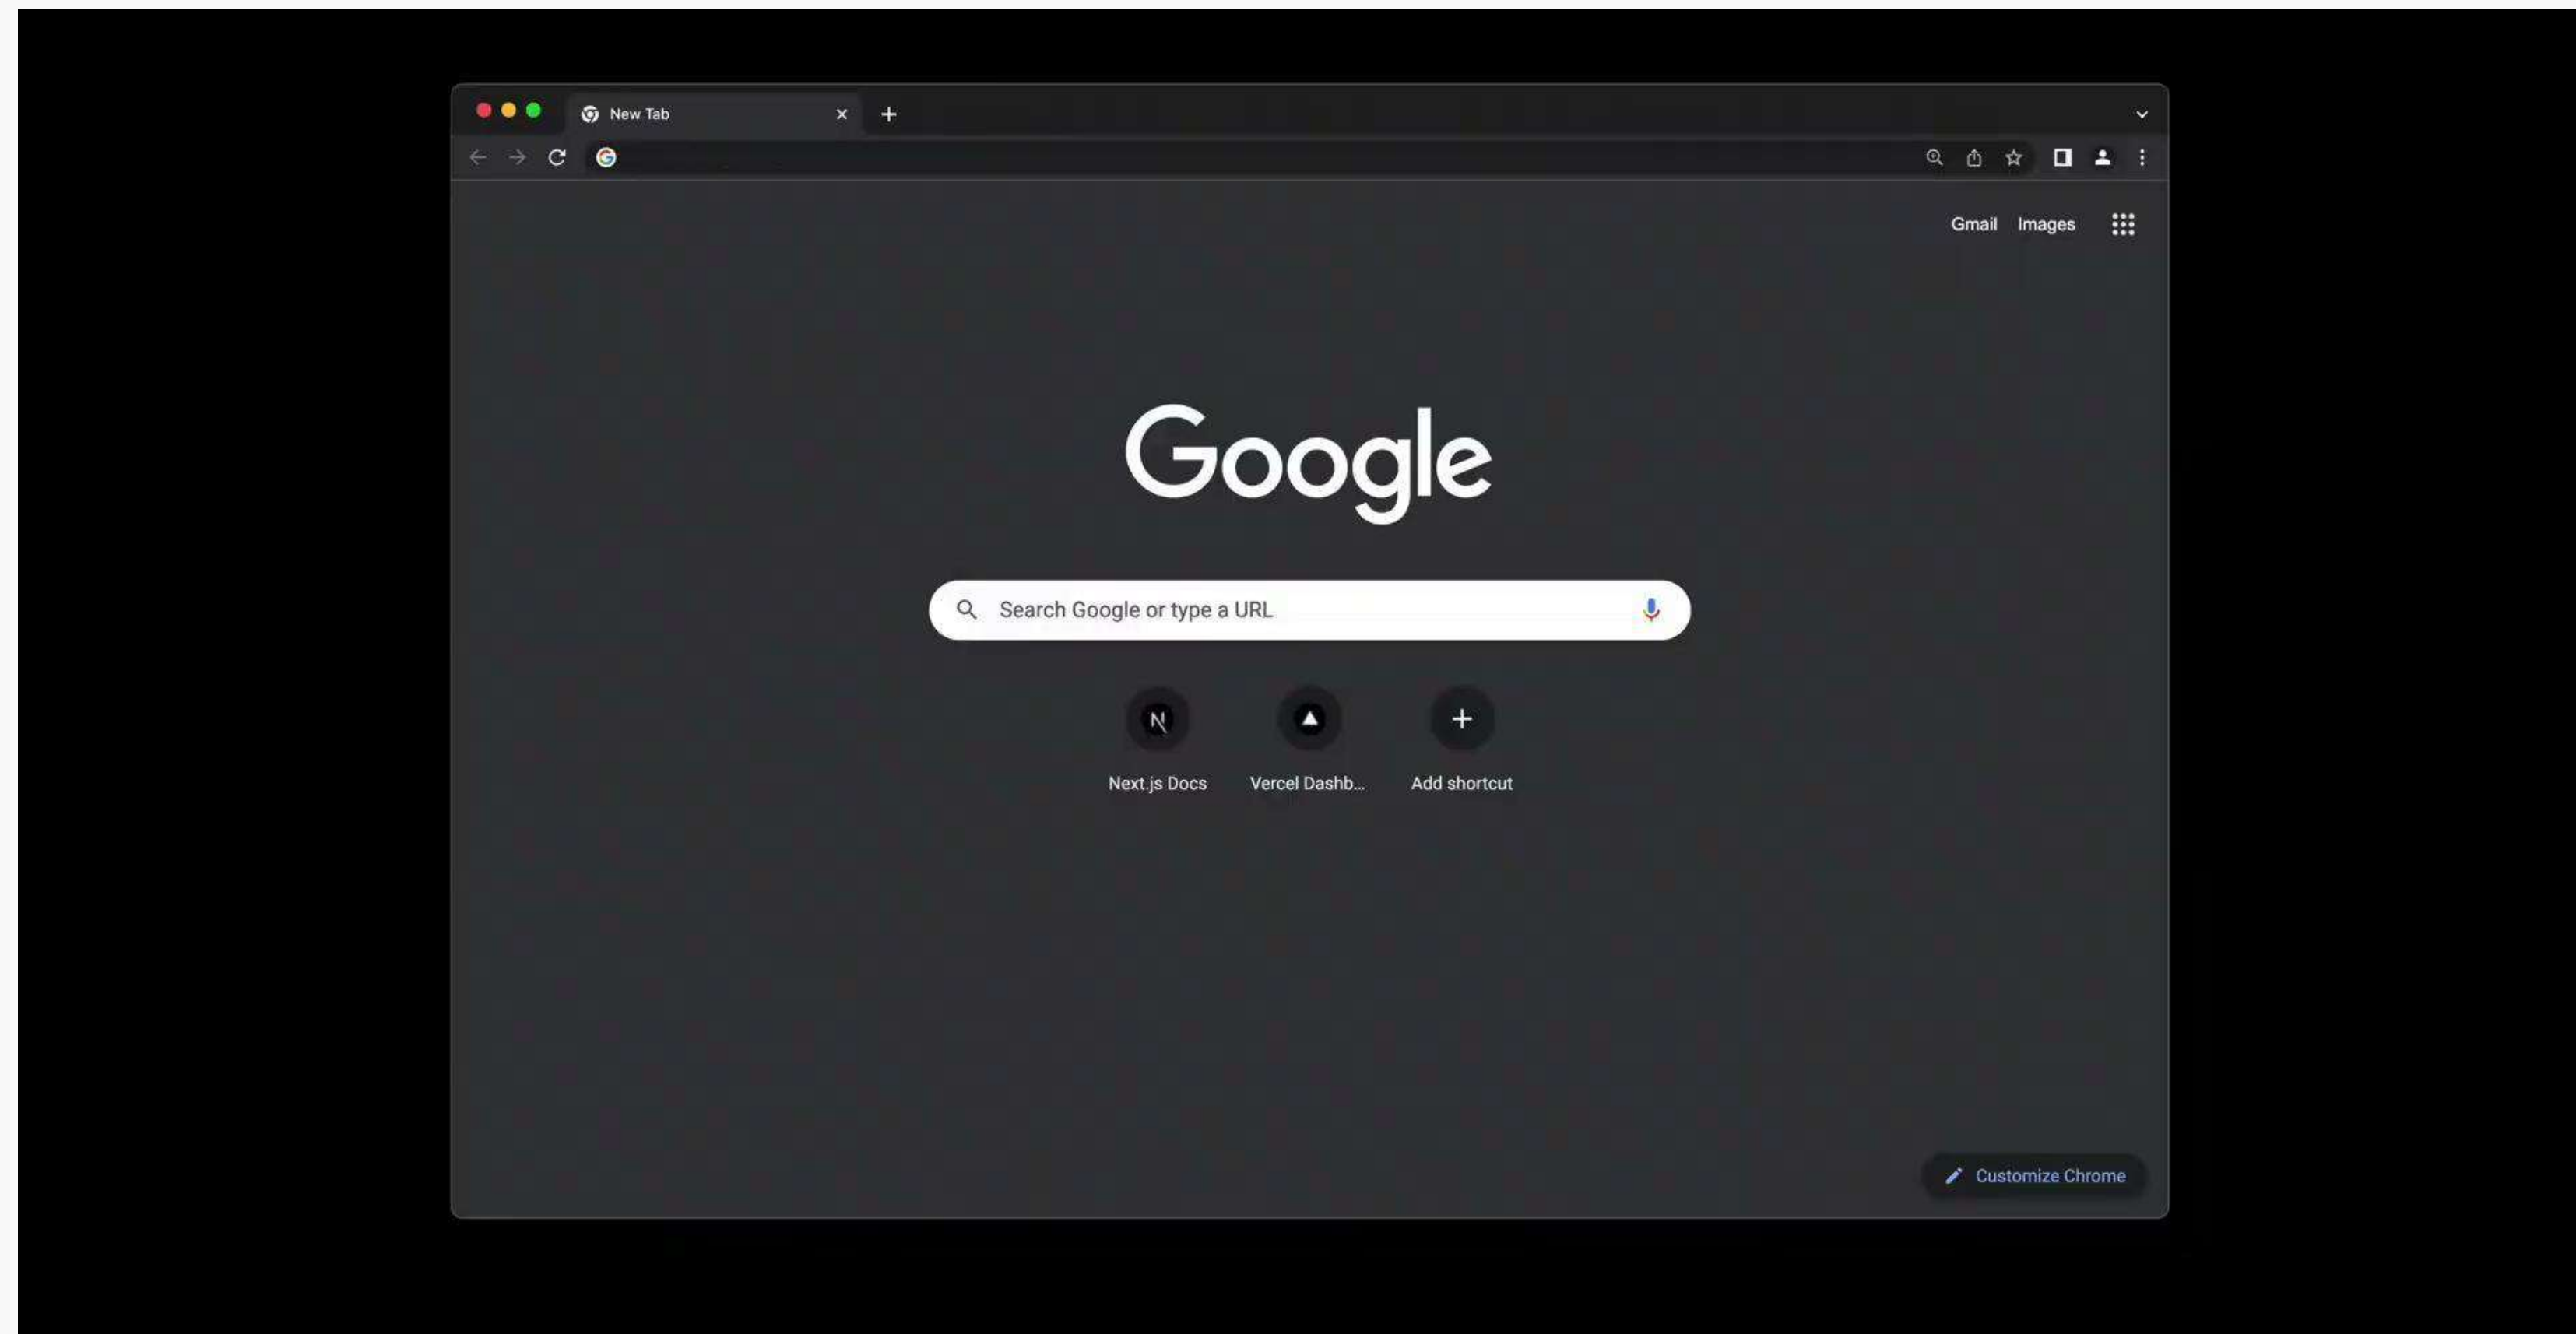 New Tab
Gmail Images
Google
Search Google or type a URL
N
Next.js Docs Vercel Dashb... Add shortcut
Customize Chrome